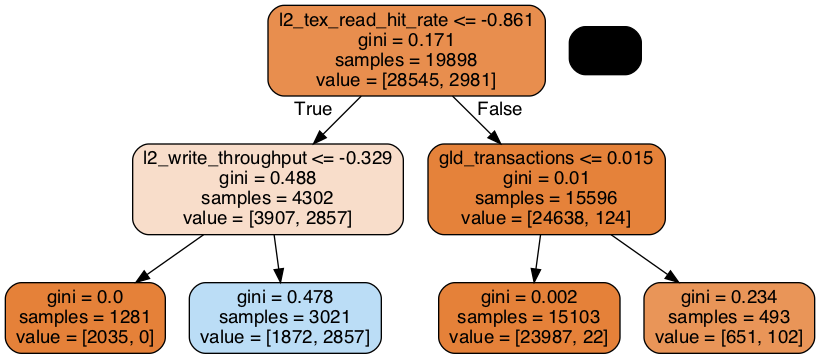 l2_tex_read_hit_rate <= -0.861
gini = 0.171
samples = 19898
value = [28545, 2981]
True
False
l2_write_throughput <= -0.329
gini = 0.488
samples = 4302
value = [3907, 2857]
gld_transactions <= 0.015
gini = 0.01
samples = 15596
value = [24638, 124]
gini = 0.0
samples = 1281
value = [2035, 0]
gini = 0.478
samples = 3021
value = [1872, 2857]
gini = 0.002
samples = 15103
value = [23987, 22]
gini = 0.234
samples = 493
value = [651, 102]